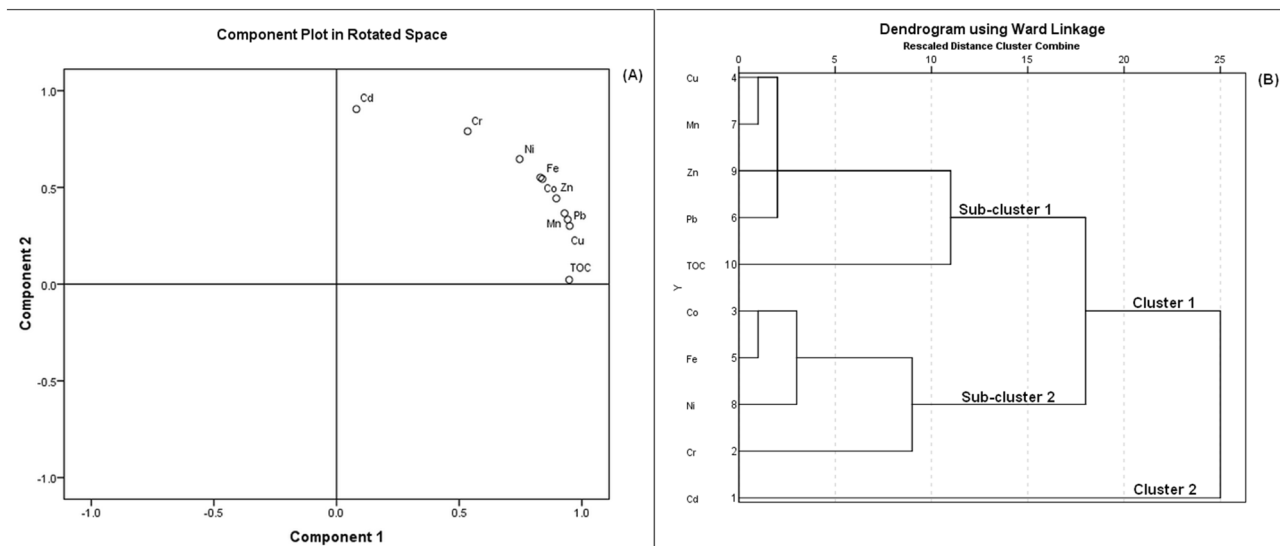 Component Plot in Rotated Space
(A)
1.0
0.5
0.0
-0.5
-1.0
Component 2
Cd
Cr
Ni
Fe
Co Zn
Mn Pb
Cu
TOC
-1.0 -0.5 0.0 0.5 1.0
Component 1
Dendrogram using Ward Linkage
Rescaled Distance Cluster Combine
0 5 10 15 20 25
(B)
Cu 4
Mn 7
Zn 9
Pb 6
Sub-cluster 1
TOC 10
Y
Co 3
Cluster 1
Fe 5
Ni 8
Sub-cluster 2
Cr 2
Cd 1
Cluster 2